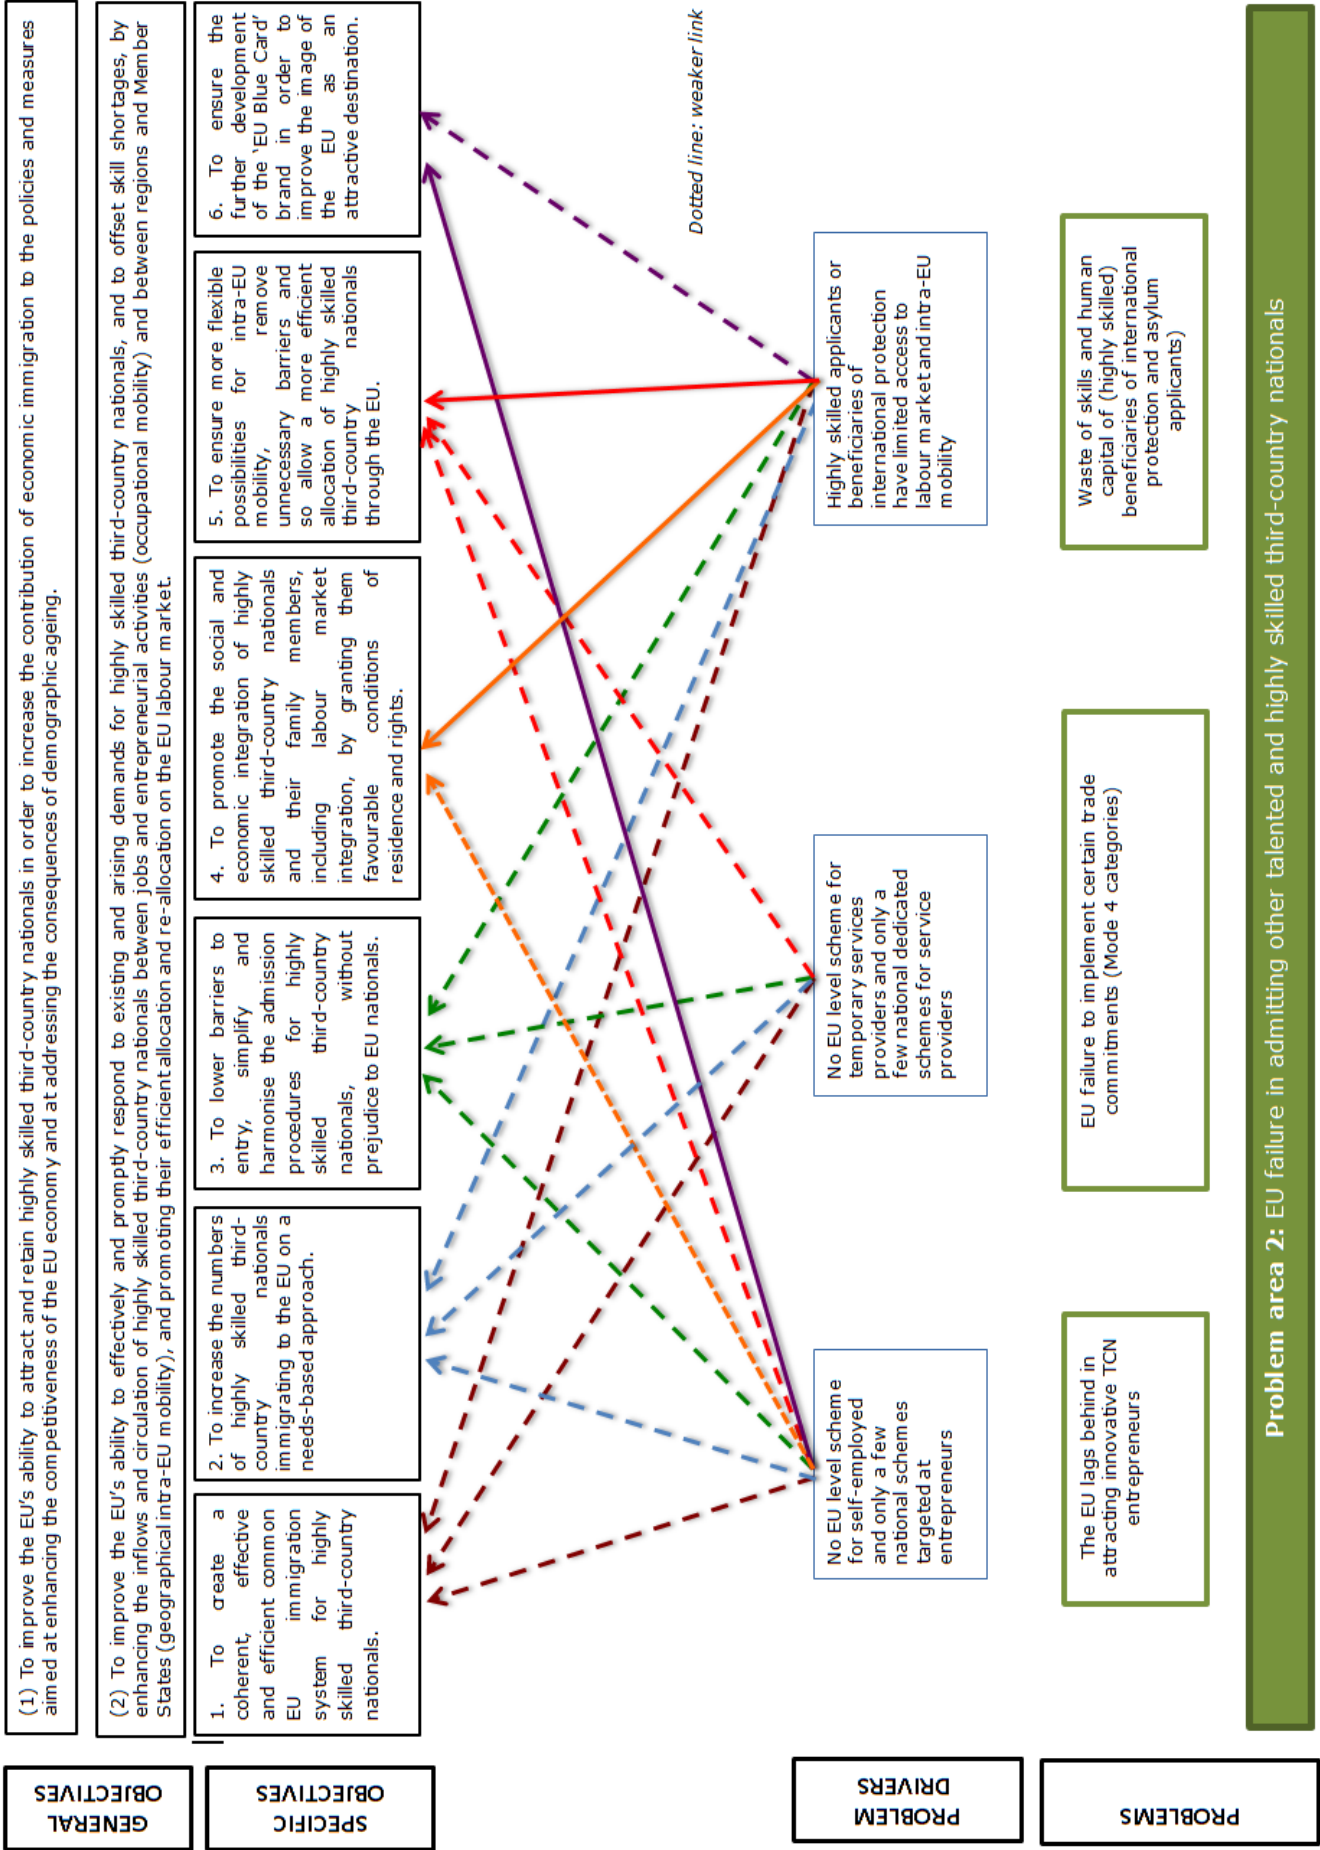 GENERAL
OBJECTIVES
(1) To improve the EU's ability to attract and retain highly skilled third-country nationals in order to increase the contribution of economic immigration to the policies and measures
aimed at enhancing the competitiveness of the EU economy and at addressing the consequences of demographic ageing.
(2) To improve the EU's ability to effectively and promptly respond to existing and arising demands for highly skilled third-country nationals, and to offset skill shortages, by
enhancing the inflows and circulation of highly skilled third-country nationals between jobs and entrepreneurial activities (occupational mobility) and between regions and Member
States (geographical intra-EU mobility), and promoting their efficient allocation and re-allocation on the EU labour market.
SPECIFIC
OBJECTIVES
1. To create a
coherent, effective
and efficient common
EU immigration
system for highly
skilled third-country
nationals.
2. To increase the numbers
of highly skilled third-
country nationals
immigrating to the EU on a
needs-based approach.
3. To lower barriers to
entry, simplify and
harmonise the admission
procedures for highly
skilled third-country
nationals, without
prejudice to EU nationals.
4. To promote the social and
economic integration of highly
skilled third-country nationals
and their family members,
including labour market
integration, by granting them
favourable conditions of
residence and rights.
5. To ensure more flexible
possibilities for intra-EU
mobility, remove
unnecessary barriers and
so allow a more efficient
allocation of highly skilled
third-country nationals
through the EU.
6. To ensure the
further development
of the 'EU Blue Card'
brand in order to
improve the image of
the EU as an
attractive destination.
Dotted line: weaker link
PROBLEM
DRIVERS
No EU level scheme
for self-employed
and only a few
national schemes
targeted at
entrepreneurs
No EU level scheme for
temporary services
providers and only a
few national dedicated
schemes for service
providers
Highly skilled applicants or
beneficiaries of
international protection
have limited access to
labour market and intra-EU
mobility
PROBLEMS
The EU lags behind in
attracting innovative TCN
entrepreneurs
EU failure to implement certain trade
commitments (Mode 4 categories)
Waste of skills and human
capital of (highly skilled)
beneficiaries of international
protection and asylum
applicants)
Problem area 2: EU failure in admitting other talented and highly skilled third-country nationals